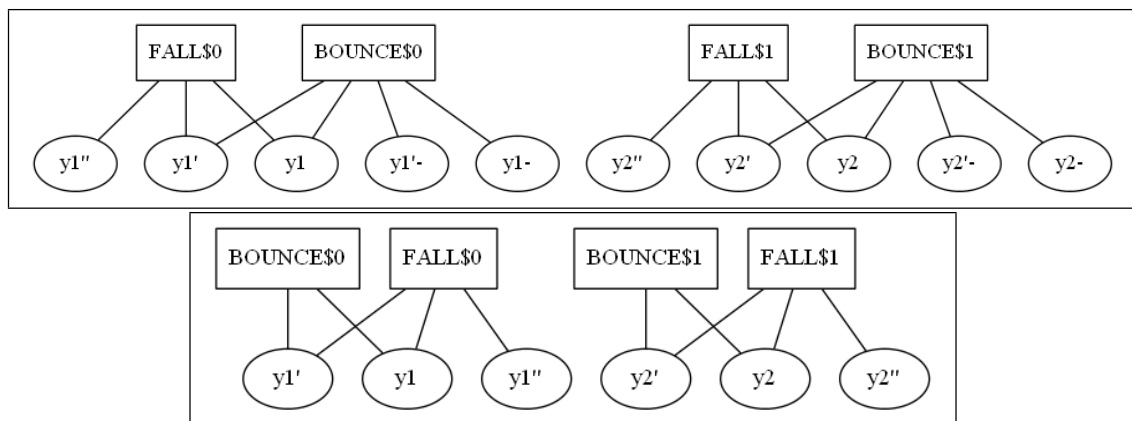 FALL$0 BOUNCE$0 FALL$1 BOUNCE$1
y1'' y1' y1 y1'- y1- y2'' y2' y2 y2'- y2-
BOUNCE$0 FALL$0 BOUNCE$1 FALL$1
y1' y1 y1'' y2' y2 y2''